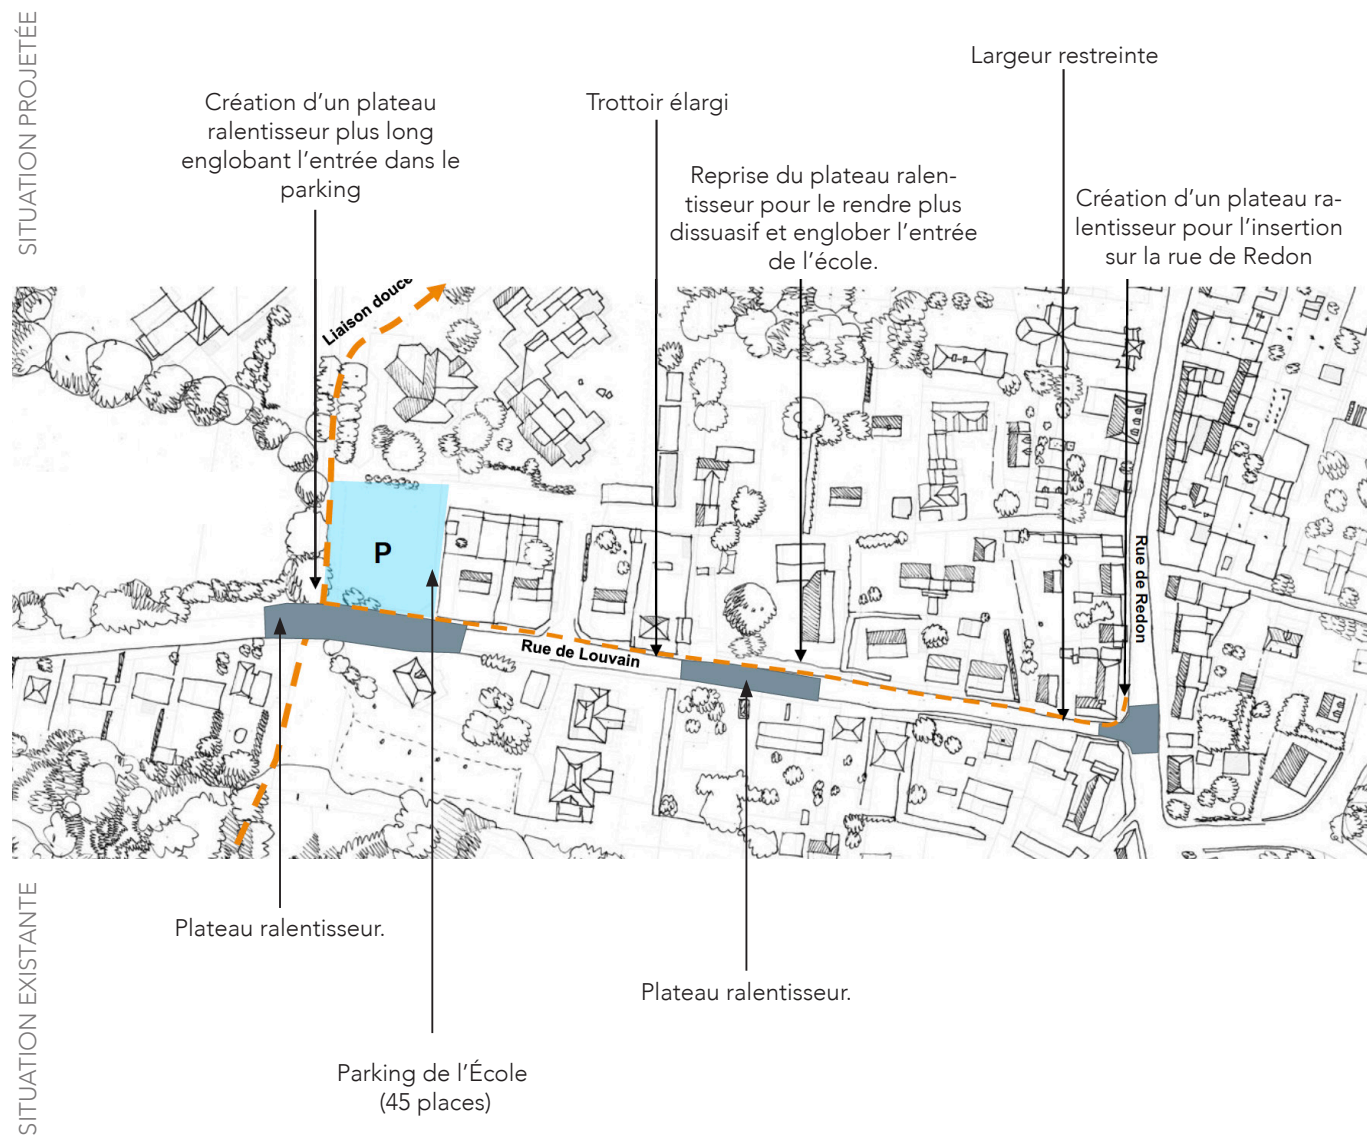 SITUATION PROJETÉE
Largeur restreinte
Création d’un plateau
ralentisseur plus long
englobant l’entrée dans le
parking
Trottoir élargi
Reprise du plateau ralen-
tisseur pour le rendre plus
dissuasif et englober l’entrée
de l’école.
Création d’un plateau ra-
lentisseur pour l’insertion
sur la rue de Redon
Liaison douce
P
Rue de Louvain
Rue de Redon
SITUATION EXISTANTE
Plateau ralentisseur.
Plateau ralentisseur.
Parking de l’École
(45 places)